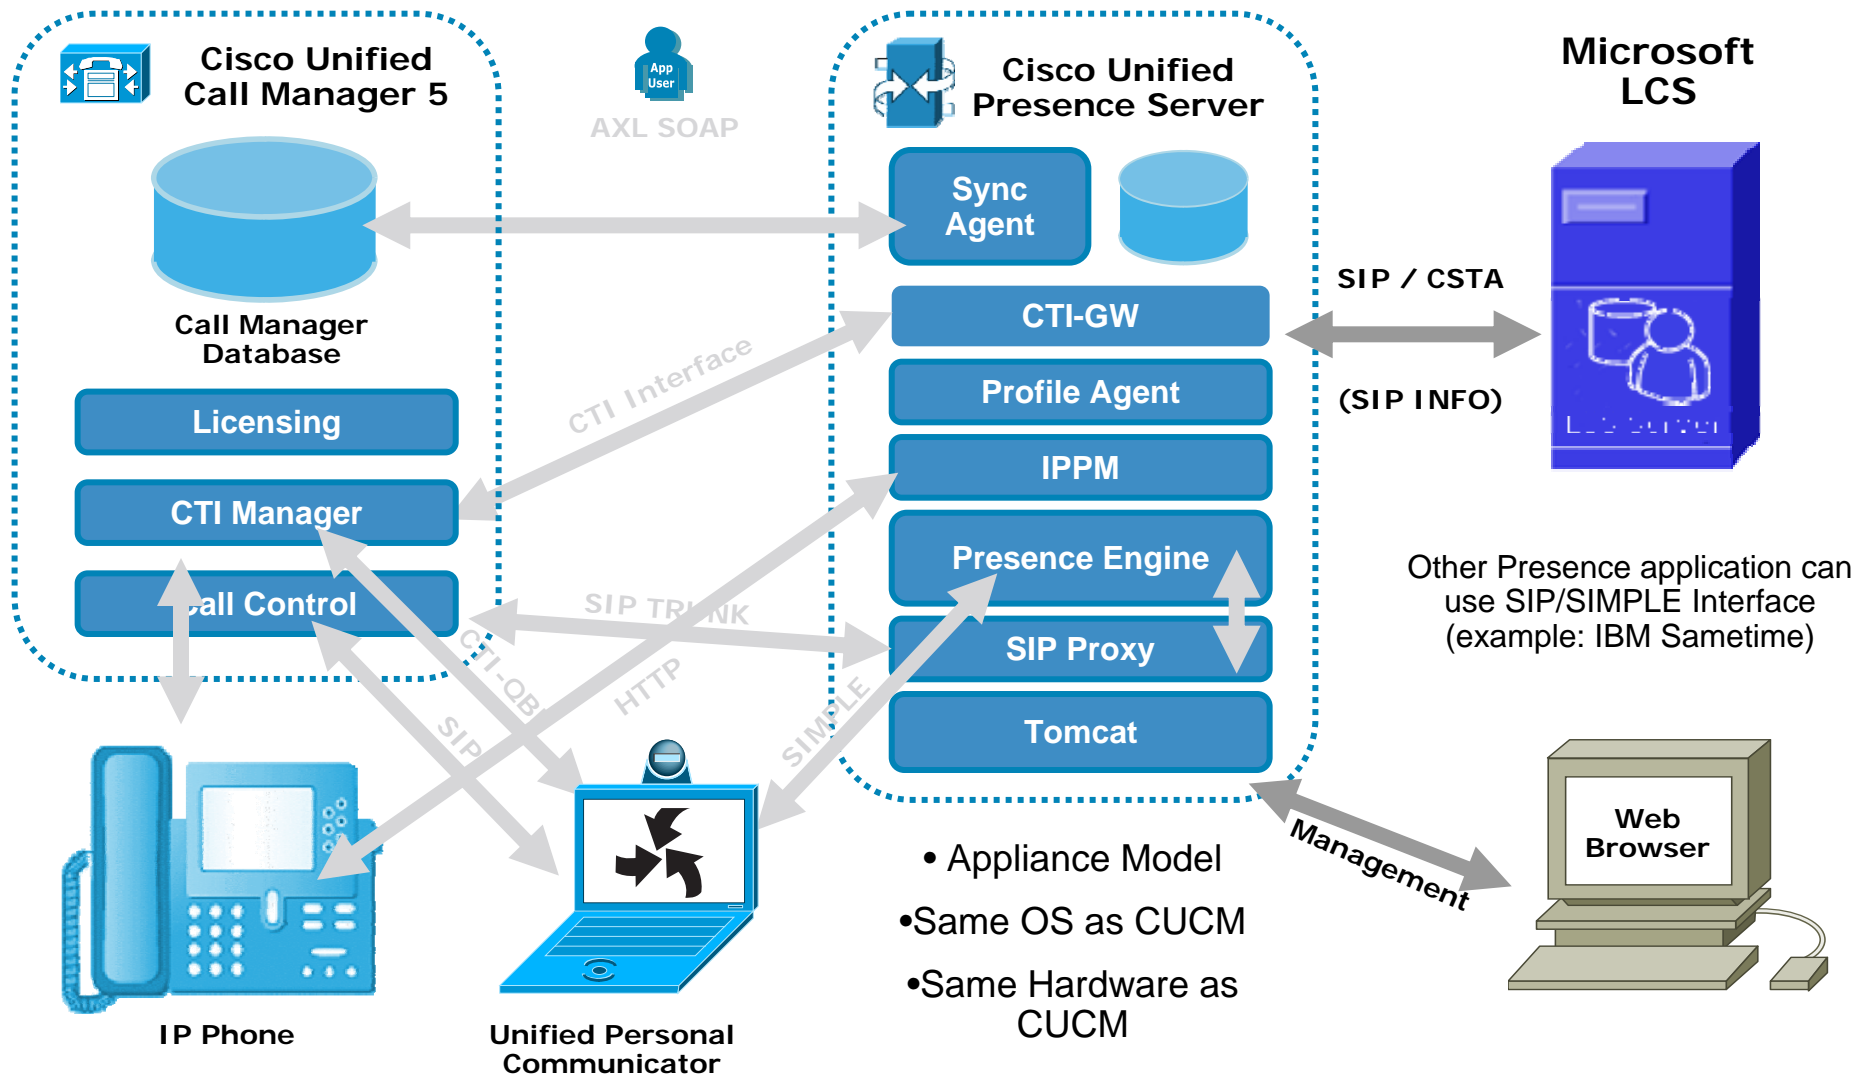 Cisco Unified
Call Manager 5
App
User
AXL SOAP
Cisco Unified
Presence Server
Microsoft
LCS
Sync
Agent
Call Manager
Database
CTI-GW
SIP / CSTA
(SIP INFO)
CTI Interface
Profile Agent
Licensing
IPPM
CTI Manager
Presence Engine
Call Control
SIP TRUNK
SIP Proxy
Other Presence application can
use SIP/SIMPLE Interface
(example: IBM Sametime)
CTI-QB
HTTP
SIP
SIMPLE
Tomcat
Management
Web
Browser
• Appliance Model
•Same OS as CUCM
•Same Hardware as
CUCM
IP Phone
Unified Personal
Communicator